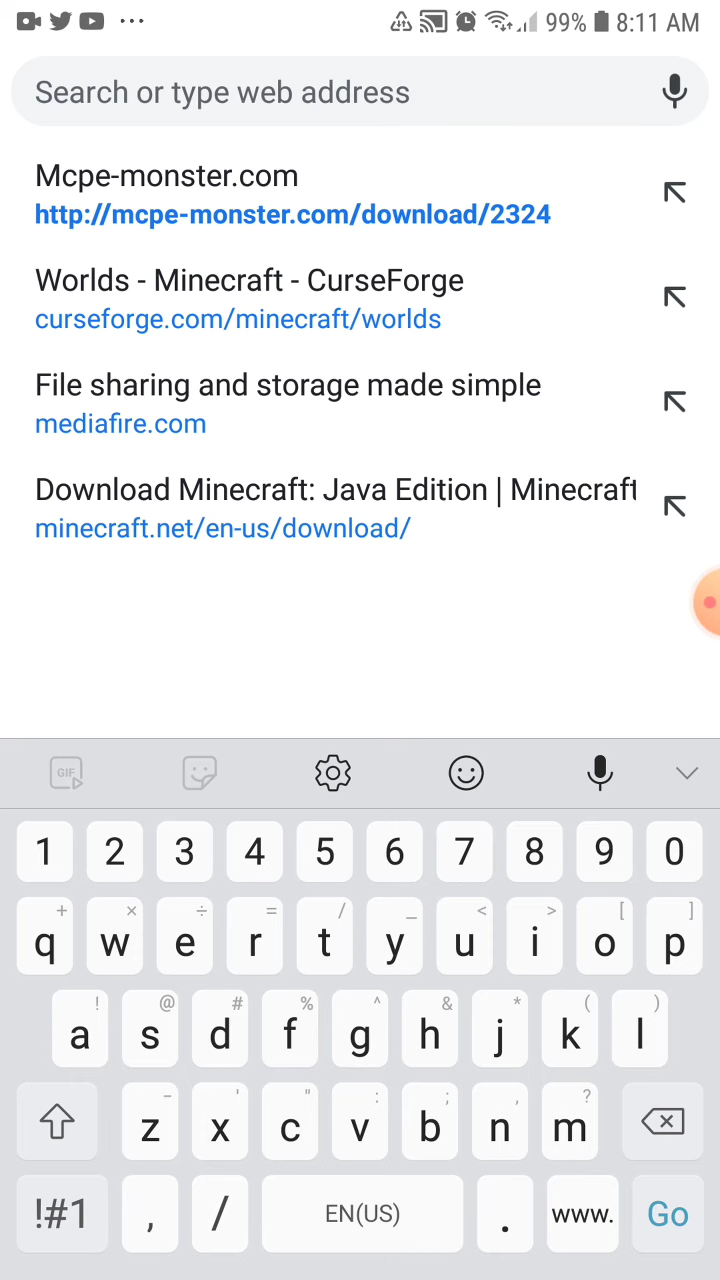 99% 8:11 AM
Search or type web address
Mcpe-monster.com
http://mcpe-monster.com/download/2324
Worlds - Minecraft - CurseForge
curseforge.com/minecraft/worlds
File sharing and storage made simple
mediafire.com
Download Minecraft: Java Edition | Minecraft
minecraft.net/en-us/download/
GIF
1 2 3 4 5 6 7 8 9 0
+ × ÷ = / _ < > [ ]
q w e r t y u i o p
! @ # % ^ & * ( )
a s d f g h j k l
- ' " : ; , ?
z x c v b n m
!#1 , / EN(US) . www. Go